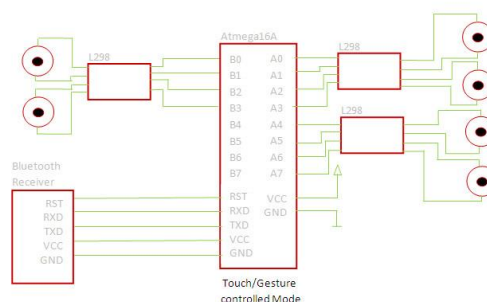 Atmega16A
L298
B0
B1
B2
B3
B4
B5
B6
B7
RST
RXD
TXD
VCC
GND
A0
A1
A2
A3
A4
A5
A6
A7
VCC
GND
L298
L298
Bluetooth
Receiver
RST
RXD
TXD
VCC
GND
Touch/Gesture
controlled Mode